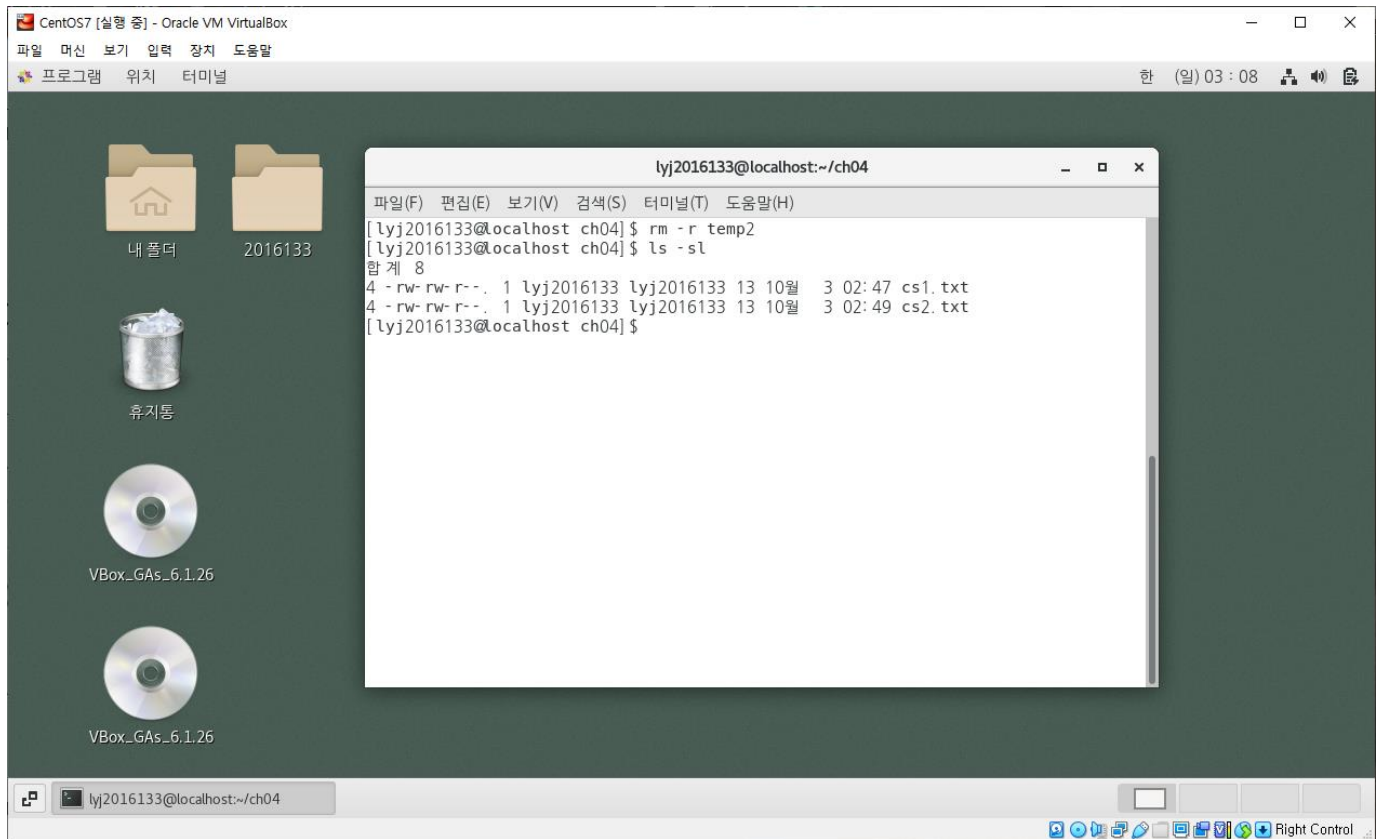 CentOS7 [실행 중] - Oracle VM VirtualBox
파일 머신 보기 입력 장치 도움말
프로그램 위치 터미널 한 (일) 03 : 08
내 폴더 2016133
휴지통
VBox_GAs_6.1.26
VBox_GAs_6.1.26
lyj2016133@localhost:~/ch04
파일(F) 편집(E) 보기(V) 검색(S) 터미널(T) 도움말(H)
[lyj2016133@localhost ch04]$ rm -r temp2
[lyj2016133@localhost ch04]$ ls -sl
합계 8
4 -rw-rw-r--. 1 lyj2016133 lyj2016133 13 10월  3 02:47 cs1.txt
4 -rw-rw-r--. 1 lyj2016133 lyj2016133 13 10월  3 02:49 cs2.txt
[lyj2016133@localhost ch04]$
lyj2016133@localhost:~/ch04
Right Control